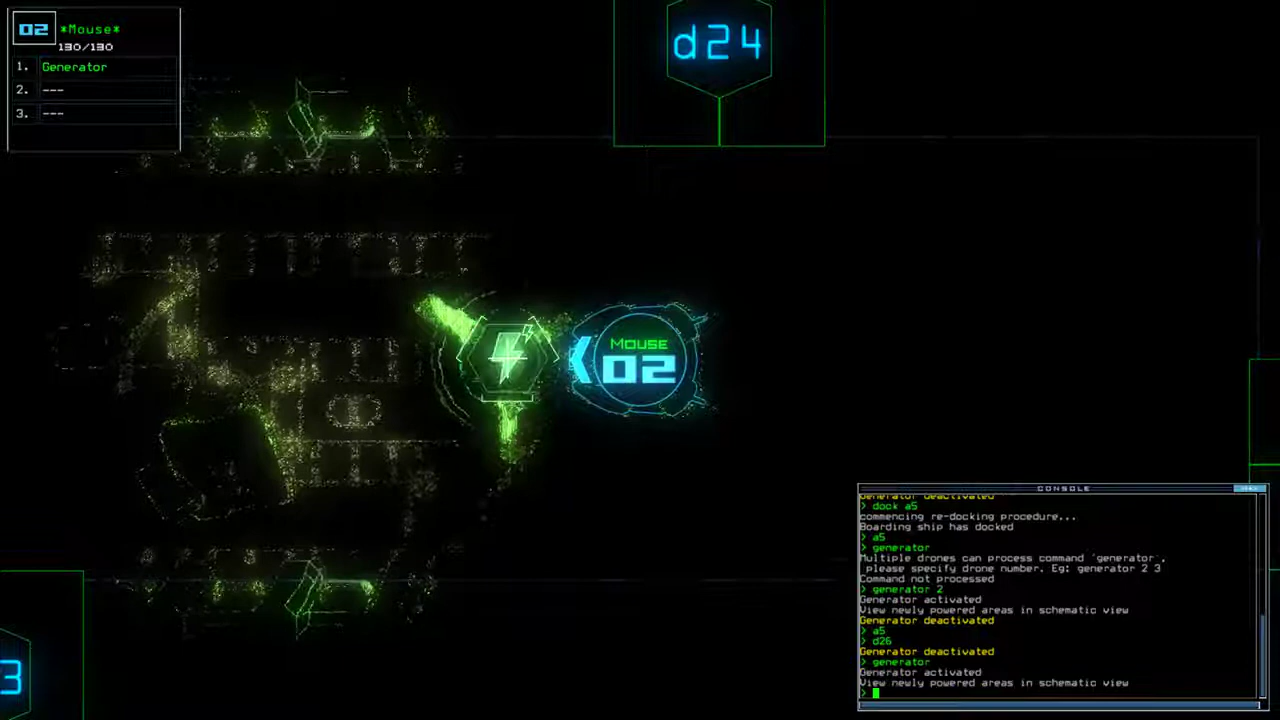 02 *Mouse*
130/130
1. Generator
2. ---
3. ---
d24
Mouse
02
3
CONSOLE
Generator deactivated
> dock a5
commencing re-docking procedure...
Boarding ship has docked
> a5
> generator
Multiple drones can process command 'generator',
please specify drone number. Eg: generator 2 3
Command not processed
> generator 2
Generator activated
View newly powered areas in schematic view
Generator deactivated
> a5
> d26
Generator deactivated
> generator
Generator activated
View newly powered areas in schematic view
>